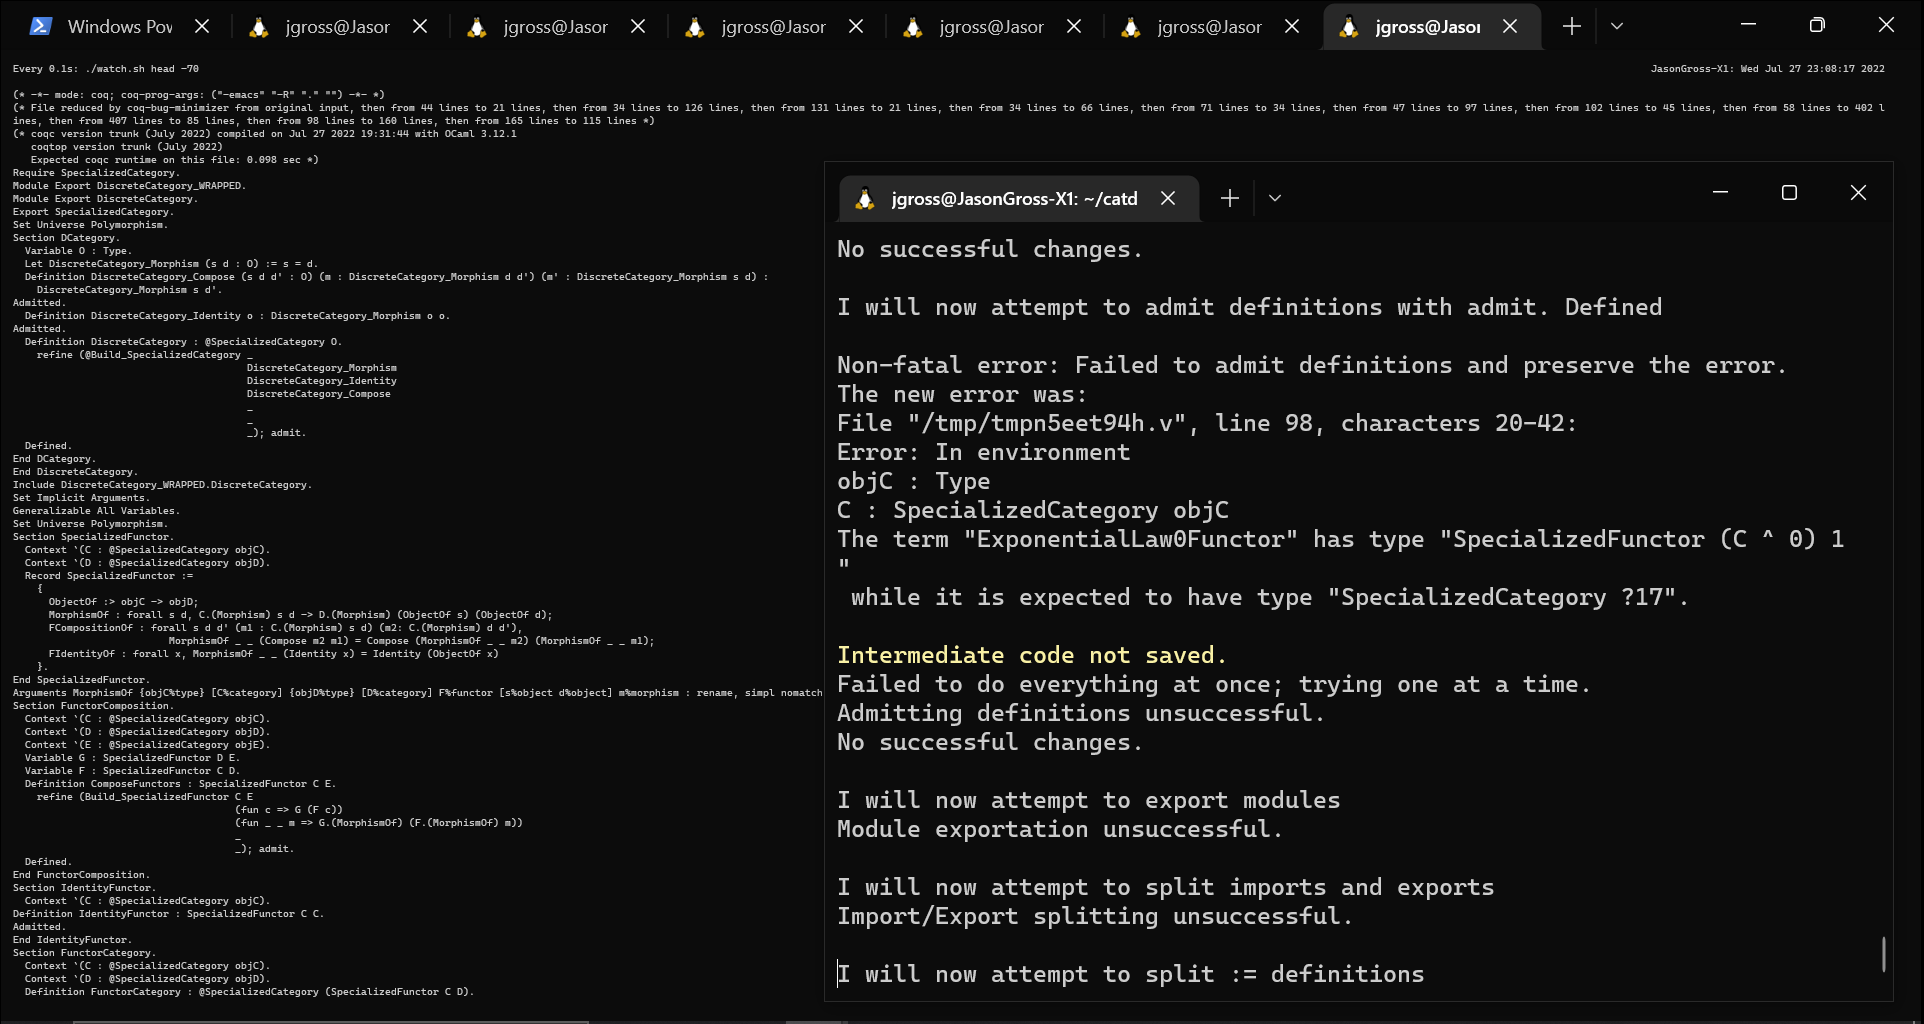 Windows Pov
jgross@Jasor
jgross@Jasor
jgross@Jasor
jgross@Jasor
jgross@Jasor
jgross@Jasor
Every 0.1s: ./watch.sh head -70
JasonGross-X1: Wed Jul 27 23:08:17 2022
(* -*- mode: coq; coq-prog-args: ("-emacs" "-R" "." "") -*- *)
(* File reduced by coq-bug-minimizer from original input, then from 44 lines to 21 lines, then from 34 lines to 126 lines, then from 131 lines to 21 lines, then from 34 lines to 66 lines, then from 71 lines to 34 lines, then from 47 lines to 97 lines, then from 102 lines to 45 lines, then from 58 lines to 402 l
ines, then from 407 lines to 85 lines, then from 98 lines to 160 lines, then from 165 lines to 115 lines *)
(* coqc version trunk (July 2022) compiled on Jul 27 2022 19:31:44 with OCaml 3.12.1
   coqtop version trunk (July 2022)
   Expected coqc runtime on this file: 0.098 sec *)
Require SpecializedCategory.
Module Export DiscreteCategory_WRAPPED.
Module Export DiscreteCategory.
Export SpecializedCategory.
Set Universe Polymorphism.
Section DCategory.
  Variable O : Type.
  Let DiscreteCategory_Morphism (s d : O) := s = d.
  Definition DiscreteCategory_Compose (s d d' : O) (m : DiscreteCategory_Morphism d d') (m' : DiscreteCategory_Morphism s d) :
    DiscreteCategory_Morphism s d'.
Admitted.
  Definition DiscreteCategory_Identity o : DiscreteCategory_Morphism o o.
Admitted.
  Definition DiscreteCategory : @SpecializedCategory O.
    refine (@Build_SpecializedCategory _
                                       DiscreteCategory_Morphism
                                       DiscreteCategory_Identity
                                       DiscreteCategory_Compose
                                       _
                                       _
                                       _); admit.
  Defined.
End DCategory.
End DiscreteCategory.
Include DiscreteCategory_WRAPPED.DiscreteCategory.
Set Implicit Arguments.
Generalizable All Variables.
Set Universe Polymorphism.
Section SpecializedFunctor.
  Context `(C : @SpecializedCategory objC).
  Context `(D : @SpecializedCategory objD).
  Record SpecializedFunctor :=
    {
      ObjectOf :> objC -> objD;
      MorphismOf : forall s d, C.(Morphism) s d -> D.(Morphism) (ObjectOf s) (ObjectOf d);
      FCompositionOf : forall s d d' (m1 : C.(Morphism) s d) (m2: C.(Morphism) d d'),
                          MorphismOf _ _ (Compose m2 m1) = Compose (MorphismOf _ _ m2) (MorphismOf _ _ m1);
      FIdentityOf : forall x, MorphismOf _ _ (Identity x) = Identity (ObjectOf x)
    }.
End SpecializedFunctor.
Arguments MorphismOf {objC%type} [C%category] {objD%type} [D%category] F%functor [s%object d%object] m%morphism : rename, simpl nomatch
Section FunctorComposition.
  Context `(C : @SpecializedCategory objC).
  Context `(D : @SpecializedCategory objD).
  Context `(E : @SpecializedCategory objE).
  Variable G : SpecializedFunctor D E.
  Variable F : SpecializedFunctor C D.
  Definition ComposeFunctors : SpecializedFunctor C E.
    refine (Build_SpecializedFunctor C E
                                     (fun c => G (F c))
                                     (fun _ _ m => G.(MorphismOf) (F.(MorphismOf) m))
                                     _
                                     _); admit.
  Defined.
End FunctorComposition.
Section IdentityFunctor.
  Context `(C : @SpecializedCategory objC).
Definition IdentityFunctor : SpecializedFunctor C C.
Admitted.
End IdentityFunctor.
Section FunctorCategory.
  Context `(C : @SpecializedCategory objC).
  Context `(D : @SpecializedCategory objD).
  Definition FunctorCategory : @SpecializedCategory (SpecializedFunctor C D).
jgross@JasonGross-X1: ~/catd
No successful changes.
I will now attempt to admit definitions with admit. Defined
Non-fatal error: Failed to admit definitions and preserve the error.
The new error was:
File "/tmp/tmpn5eet94h.v", line 98, characters 20-42:
Error: In environment
objC : Type
C : SpecializedCategory objC
The term "ExponentialLaw0Functor" has type "SpecializedFunctor (C ^ 0) 1
"
 while it is expected to have type "SpecializedCategory ?17".
Intermediate code not saved.
Failed to do everything at once; trying one at a time.
Admitting definitions unsuccessful.
No successful changes.
I will now attempt to export modules
Module exportation unsuccessful.
I will now attempt to split imports and exports
Import/Export splitting unsuccessful.
I will now attempt to split := definitions